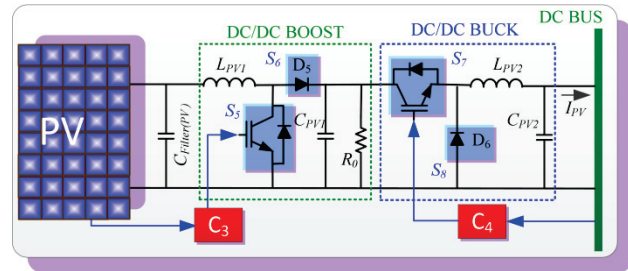 DC BUS
DC/DC BOOST
DC/DC BUCK
L_PV1
S_6
D_5
S_7
L_PV2
I_PV
PV
C_Filter(PV)
S_5
C_PV1
R_0
D_6
S_8
C_PV2
C_3
C_4